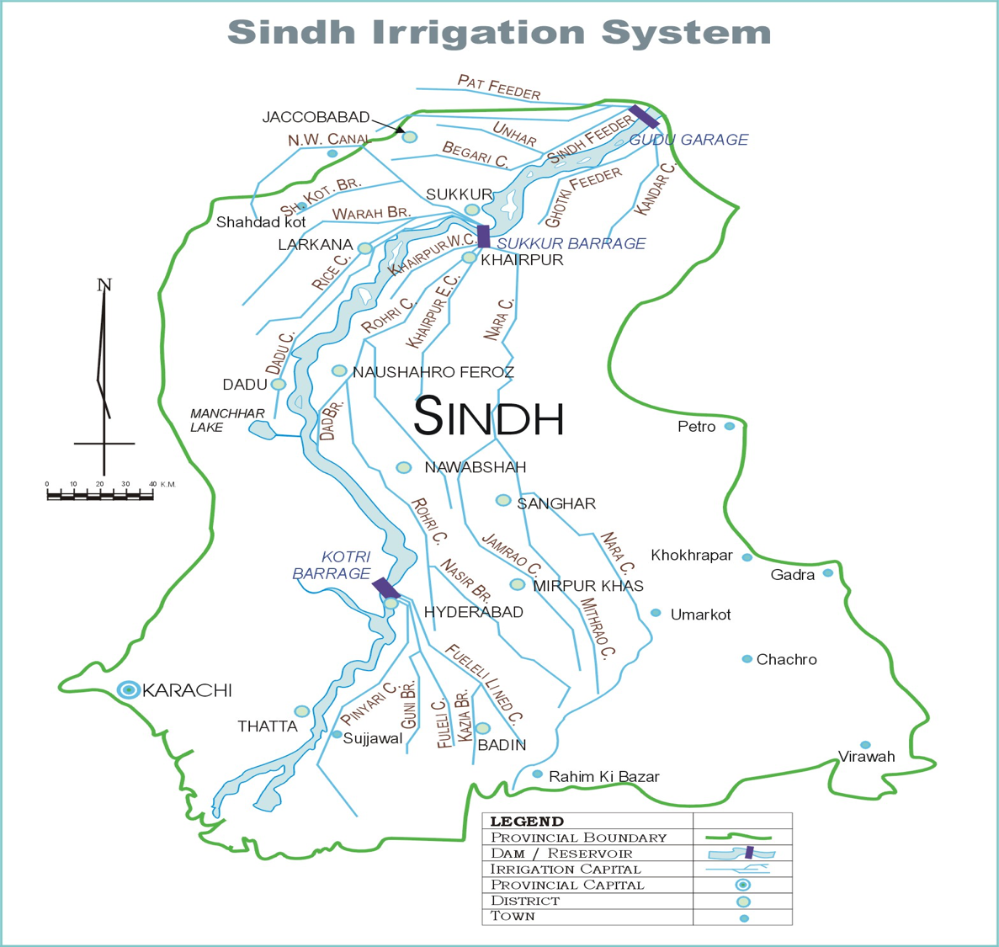 Sindh Irrigation System
PAT FEEDER
JACCOBABAD
N.W. CANAL
UNHAR
BEGARI C.
SINDH FEEDER
GUDU GARAGE
SH. KOT. BR.
SUKKUR
GHOTKI FEEDER
KANDAR C.
Shahdad kot
WARAH BR.
LARKANA
KHAIRPUR W.C.
SUKKUR BARRAGE
KHAIRPUR
RICE C.
N
ROHRI C.
KHAIRPUR E.C.
NARA C.
DADU C.
NAUSHAHRO FEROZ
DADU
MANCHHAR
LAKE
DAD BR.
SINDH
Petro
NAWABSHAH
0 10 20 30 40 K.M.
SANGHAR
ROHRI C.
JAMRAO C.
NARA C.
KOTRI
BARRAGE
Khokhrapar
Gadra
NASIR BR.
MIRPUR KHAS
HYDERABAD
MITHRAO C.
Umarkot
Chachro
FUELELI LINED C.
KARACHI
PINYARI C.
GUNI BR.
FULELI C.
KAZIA BR.
THATTA
Sujjawal
BADIN
Virawah
Rahim Ki Bazar
LEGEND
PROVINCIAL BOUNDARY
DAM / RESERVOIR
IRRIGATION CAPITAL
PROVINCIAL CAPITAL
DISTRICT
TOWN